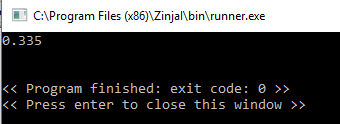 C:\Program Files (x86)\Zinjal\bin\runner.exe
0.335
<< Program finished: exit code: 0 >>
<< Press enter to close this window >>